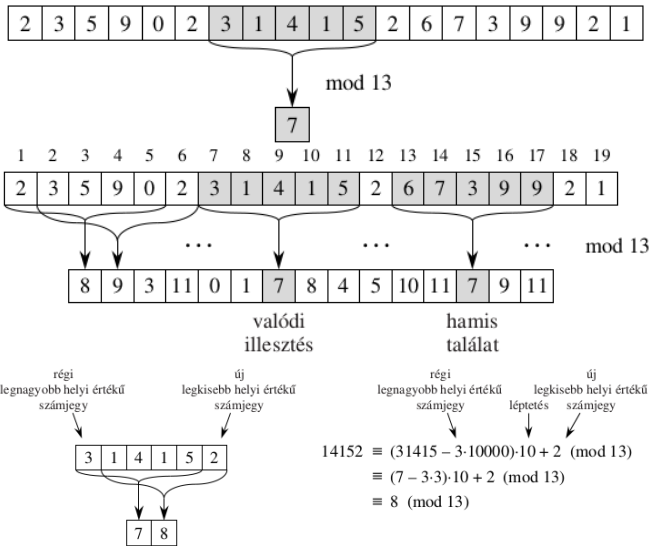 2 3 5 9 0 2 3 1 4 1 5 2 6 7 3 9 9 2 1
mod 13
7
1 2 3 4 5 6 7 8 9 10 11 12 13 14 15 16 17 18 19
2 3 5 9 0 2 3 1 4 1 5 2 6 7 3 9 9 2 1
... ... ... mod 13
8 9 3 11 0 1 7 8 4 5 10 11 7 9 11
valódi
illesztés
hamis
találat
régi
legnagyobb helyi értékű
számjegy
új
legkisebb helyi értékű
számjegy
3 1 4 1 5 2
7 8
régi
legnagyobb helyi értékű
számjegy
léptetés
új
legkisebb helyi értékű
számjegy
14152 ≡ (31415 – 3·10000)·10 + 2 (mod 13)
≡ (7 – 3·3)·10 + 2 (mod 13)
≡ 8 (mod 13)